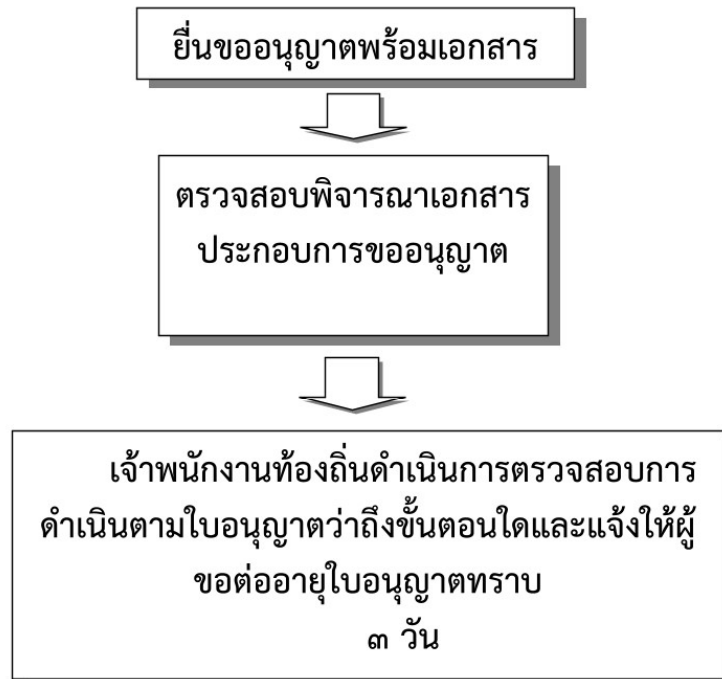 ยื่นขออนุญาตพร้อมเอกสาร
ตรวจสอบพิจารณาเอกสาร
ประกอบการขออนุญาต
เจ้าพนักงานท้องถิ่นดำเนินการตรวจสอบการ
ดำเนินตามใบอนุญาตว่าถึงขั้นตอนใดและแจ้งให้ผู้
ขอต่ออายุใบอนุญาตทราบ
๓ วัน